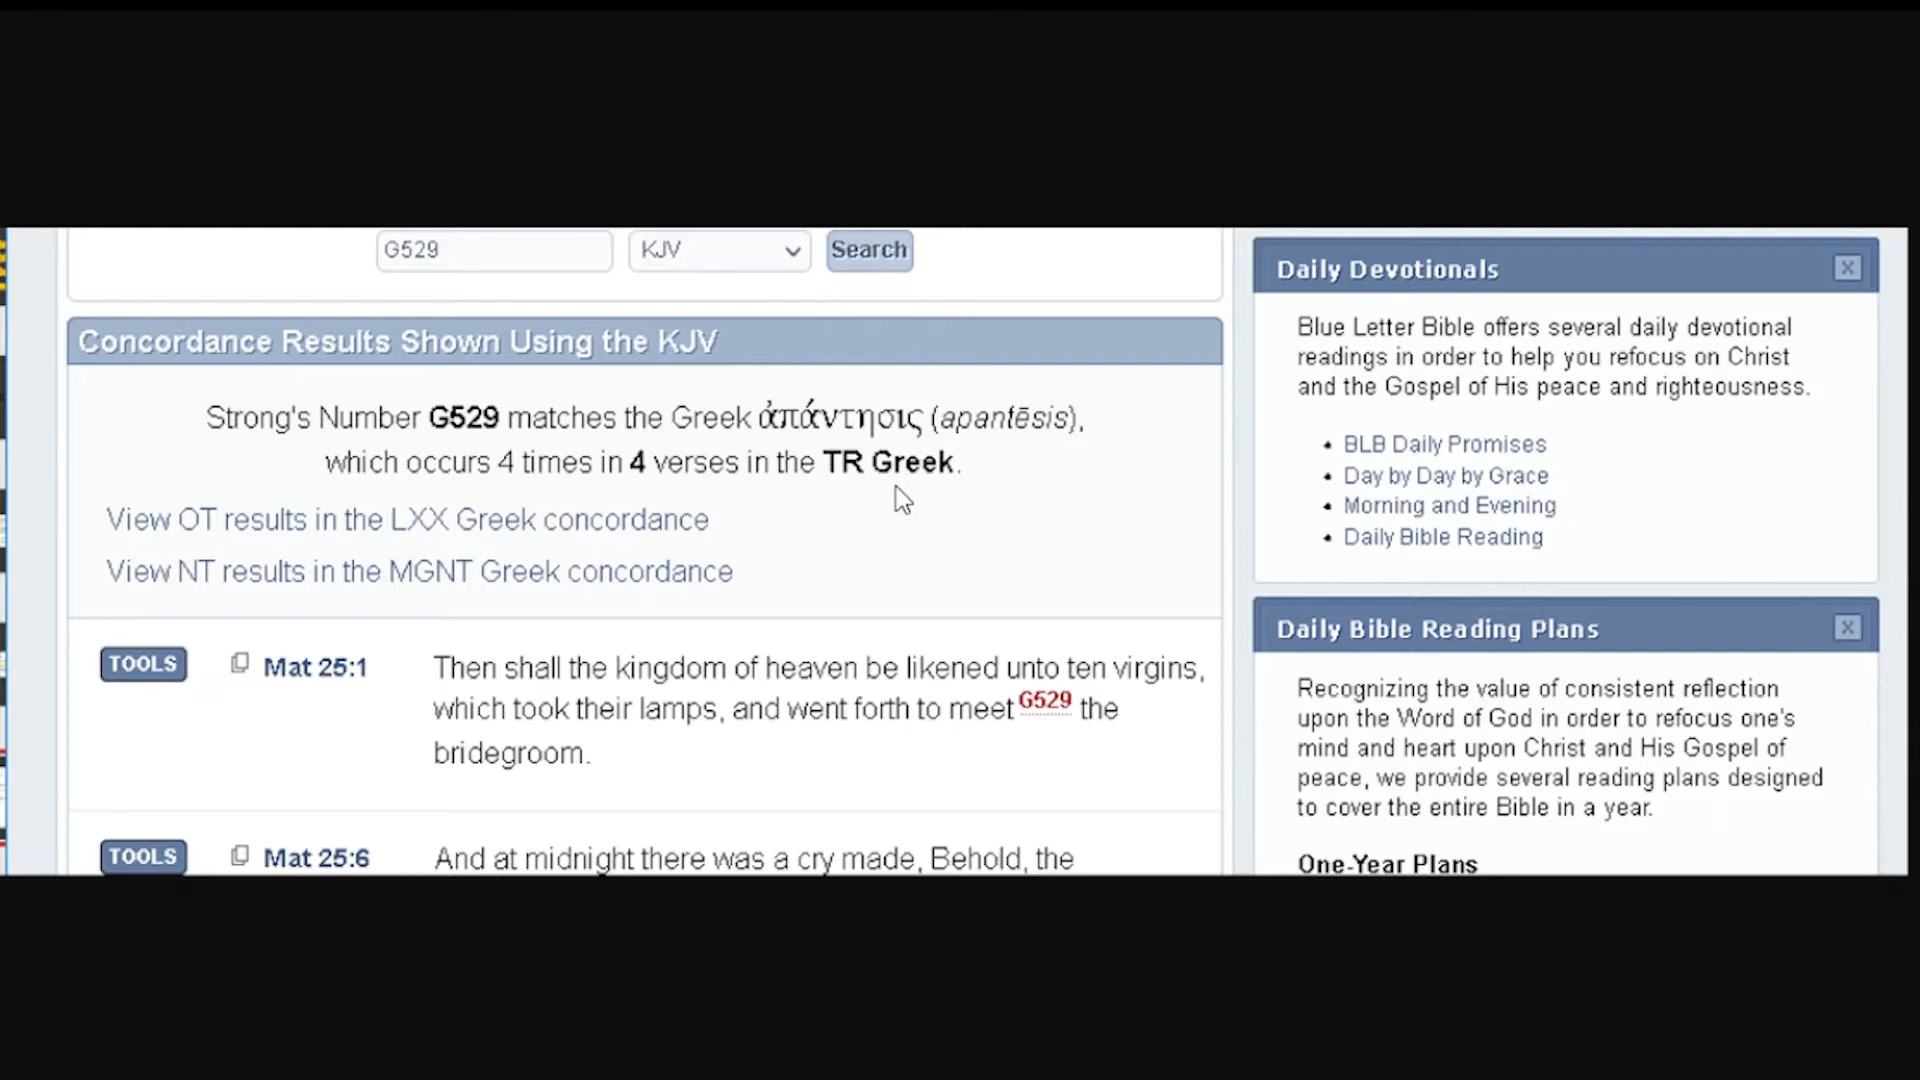 G529 KJV Search
Concordance Results Shown Using the KJV
Strong's Number G529 matches the Greek ἀπάντησις (apantēsis),
which occurs 4 times in 4 verses in the TR Greek.
View OT results in the LXX Greek concordance
View NT results in the MGNT Greek concordance
TOOLS Mat 25:1 Then shall the kingdom of heaven be likened unto ten virgins,
which took their lamps, and went forth to meet G529 the
bridegroom.
TOOLS Mat 25:6 And at midnight there was a cry made, Behold, the
Daily Devotionals X
Blue Letter Bible offers several daily devotional
readings in order to help you refocus on Christ
and the Gospel of His peace and righteousness.
• BLB Daily Promises
• Day by Day by Grace
• Morning and Evening
• Daily Bible Reading
Daily Bible Reading Plans X
Recognizing the value of consistent reflection
upon the Word of God in order to refocus one's
mind and heart upon Christ and His Gospel of
peace, we provide several reading plans designed
to cover the entire Bible in a year.
One-Year Plans